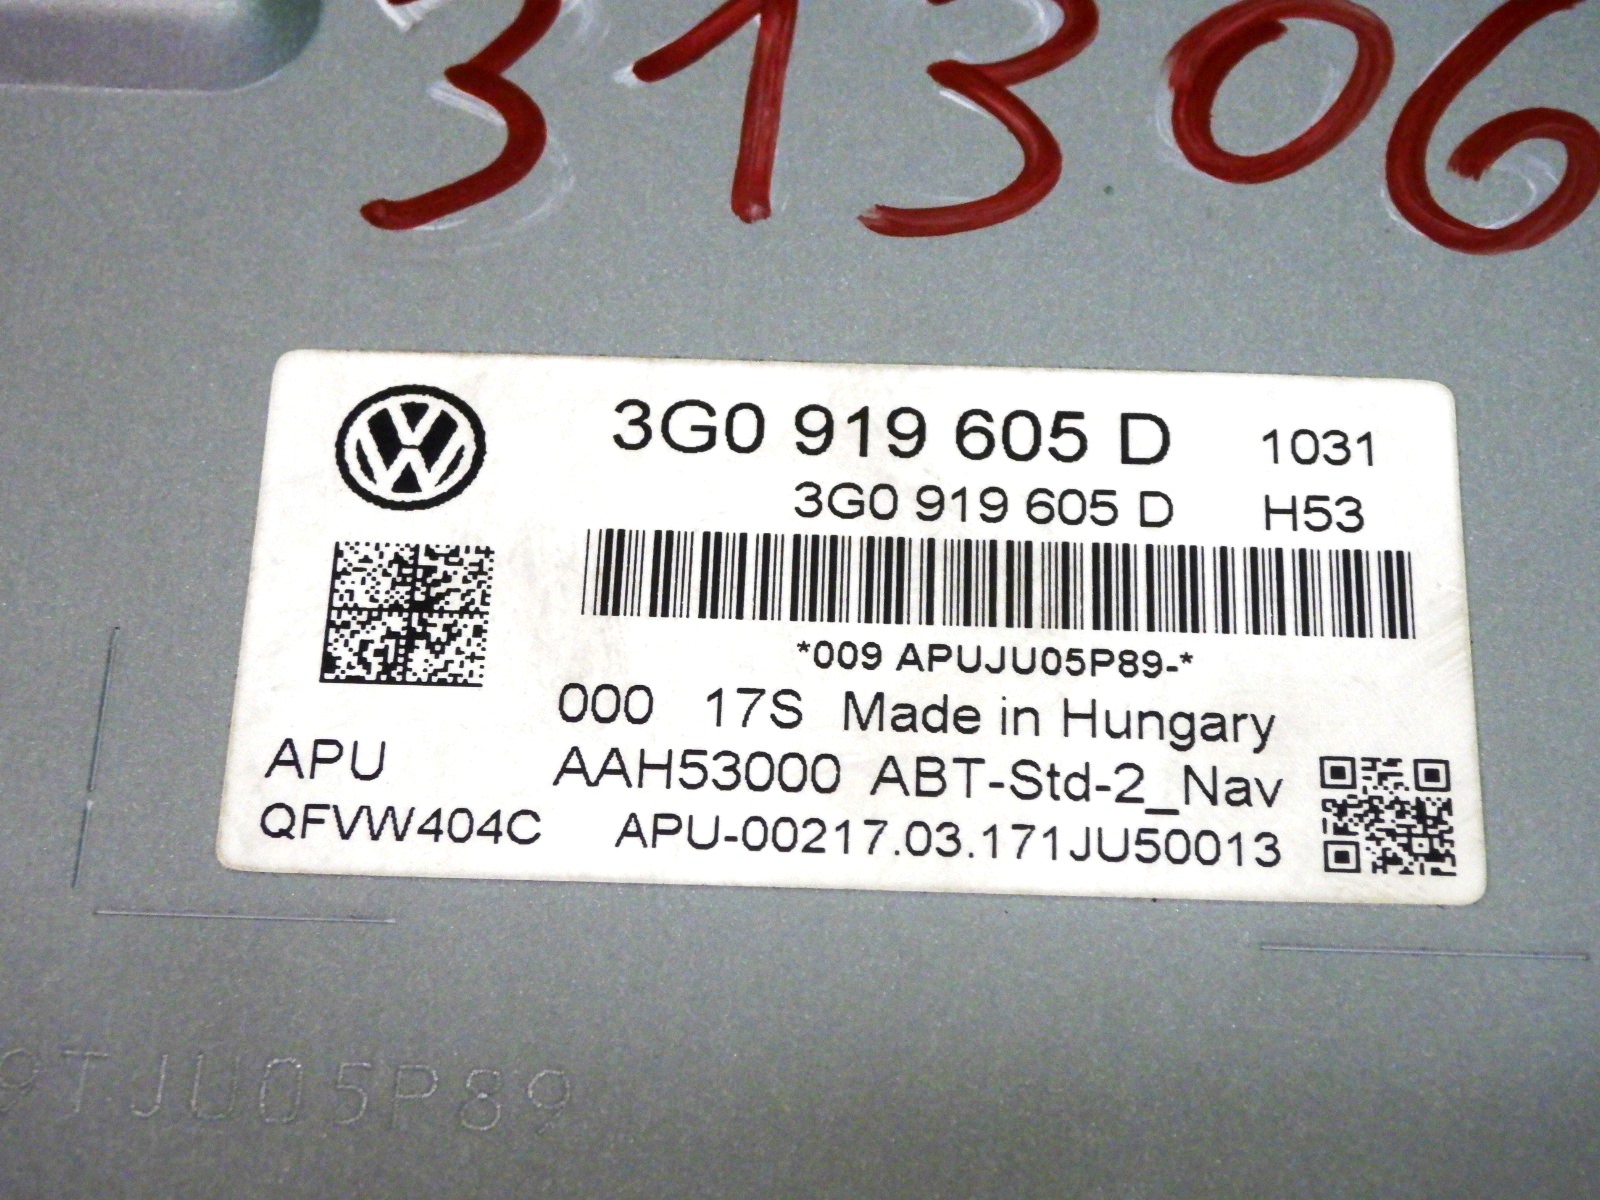 31306
3G0 919 605 D 1031
3G0 919 605 D H53
*009 APUJU05P89-*
000 17S Made in Hungary
APU AAH53000 ABT-Std-2_Nav
QFVW404C APU-00217.03.171JU50013
9TJU05P89